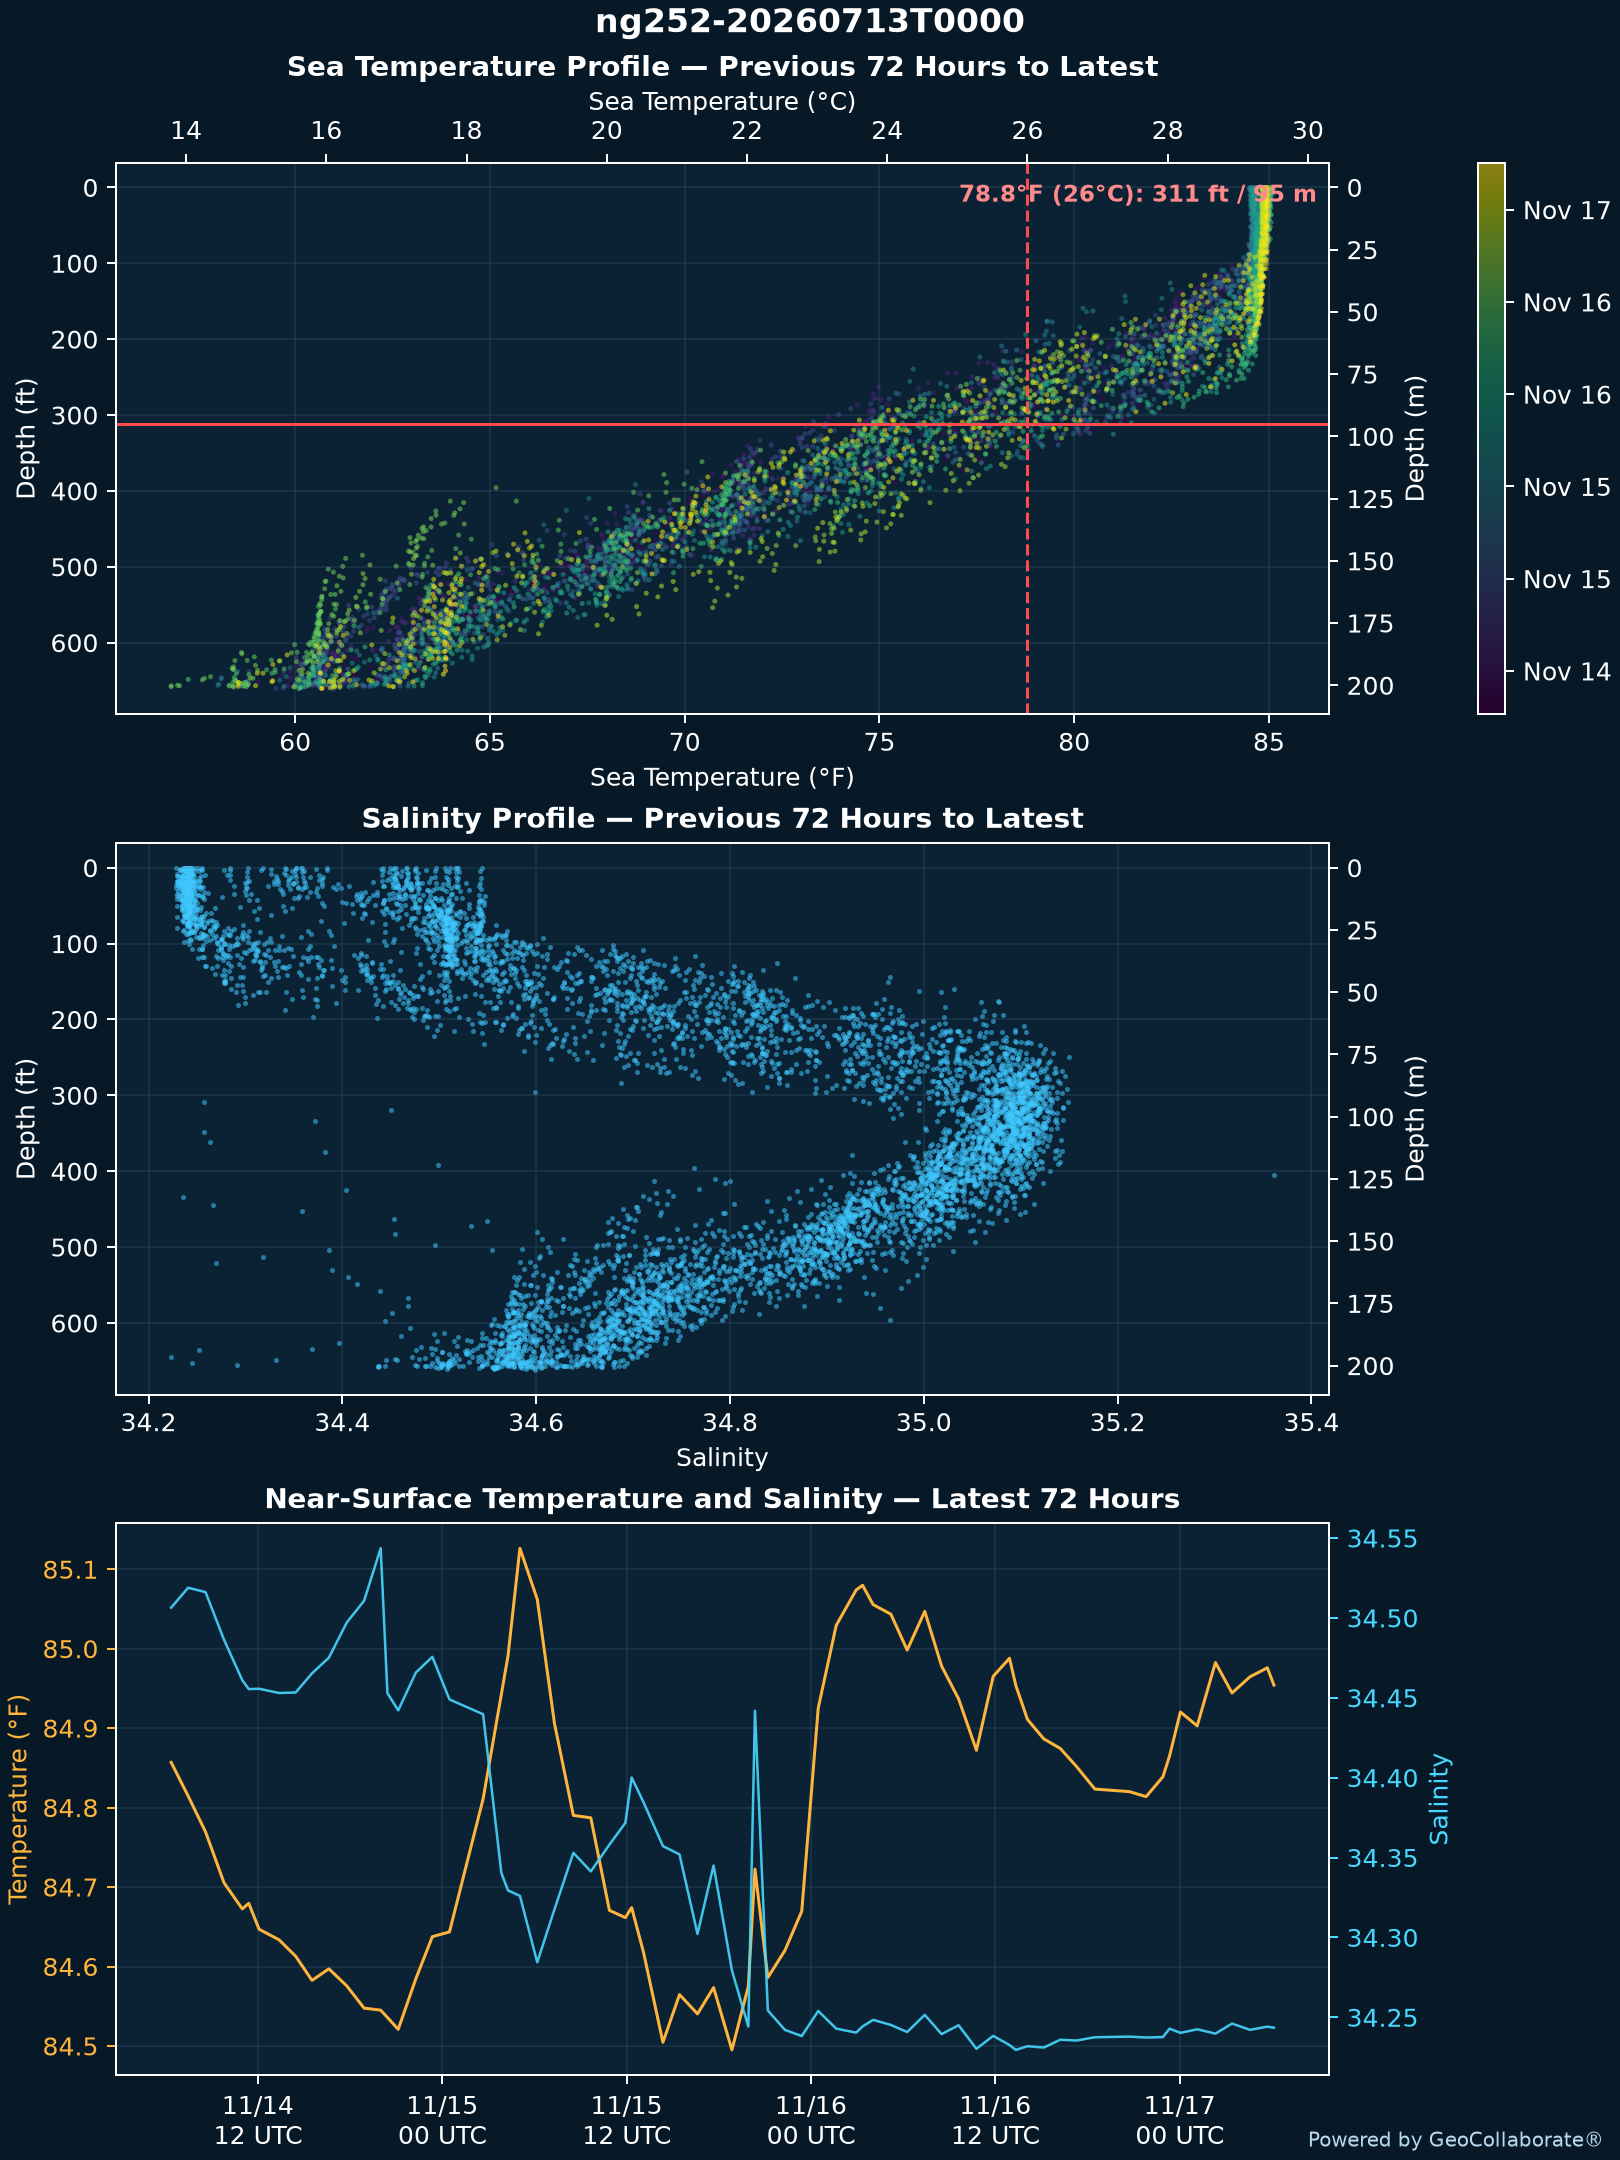 ng252-20260713T0000
Sea Temperature Profile — Previous 72 Hours to Latest
Sea Temperature (°C)
14 16 18 20 22 24 26 28 30
78.8°F (26°C): 311 ft / 95 m
Depth (ft)
0
100
200
300
400
500
600
Depth (m)
0
25
50
75
100
125
150
175
200
60 65 70 75 80 85
Sea Temperature (°F)
Nov 17
Nov 16
Nov 16
Nov 15
Nov 15
Nov 14
Salinity Profile — Previous 72 Hours to Latest
Depth (ft)
0
100
200
300
400
500
600
Depth (m)
0
25
50
75
100
125
150
175
200
34.2 34.4 34.6 34.8 35.0 35.2 35.4
Salinity
Near-Surface Temperature and Salinity — Latest 72 Hours
Temperature (°F)
85.1
85.0
84.9
84.8
84.7
84.6
84.5
Salinity
34.55
34.50
34.45
34.40
34.35
34.30
34.25
11/14 11/15 11/15 11/16 11/16 11/17
12 UTC 00 UTC 12 UTC 00 UTC 12 UTC 00 UTC
Powered by GeoCollaborate®